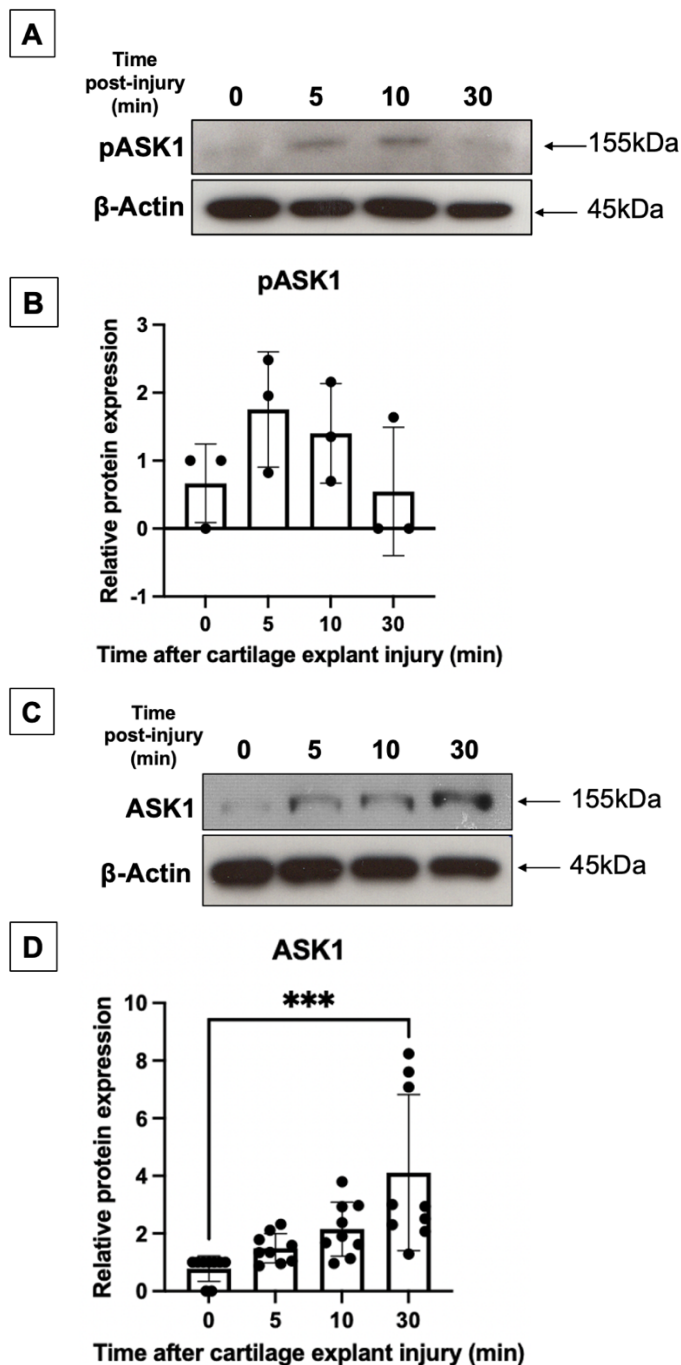 A
Time
post-injury
(min)
0 5 10 30
pASK1
155kDa
β-Actin
45kDa
B
pASK1
Relative protein expression
3
2
1
0
-1
0 5 10 30
Time after cartilage explant injury (min)
C
Time
post-injury
(min)
0 5 10 30
ASK1
155kDa
β-Actin
45kDa
D
ASK1
Relative protein expression
10
8
6
4
2
0
***
0 5 10 30
Time after cartilage explant injury (min)